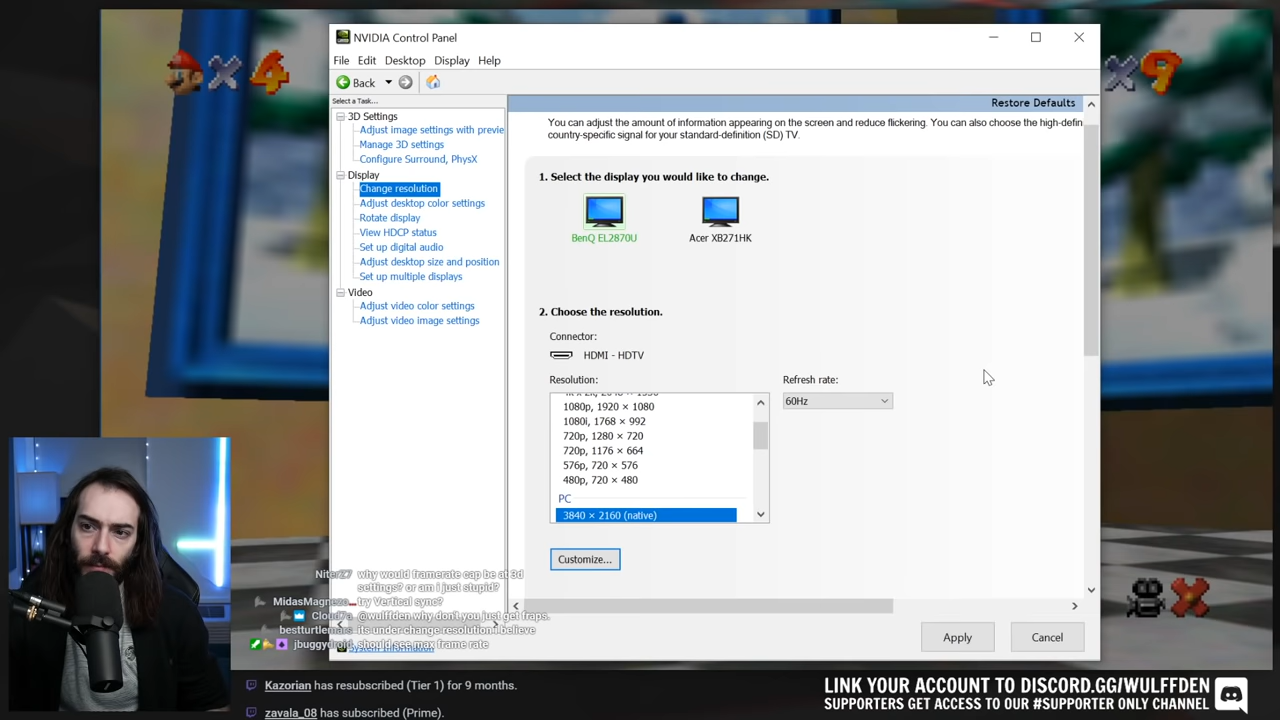 NVIDIA Control Panel
File Edit Desktop Display Help
Back
Select a Task...
3D Settings
Adjust image settings with previe
Manage 3D settings
Configure Surround, PhysX
Display
Change resolution
Adjust desktop color settings
Rotate display
View HDCP status
Set up digital audio
Adjust desktop size and position
Set up multiple displays
Video
Adjust video color settings
Adjust video image settings
System Information
Restore Defaults
You can adjust the amount of information appearing on the screen and reduce flickering. You can also choose the high-defin
country-specific signal for your standard-definition (SD) TV.
1. Select the display you would like to change.
BenQ EL2870U
Acer XB271HK
2. Choose the resolution.
Connector:
HDMI - HDTV
Resolution:
1080p, 1920 × 1080
1080i, 1768 × 992
720p, 1280 × 720
720p, 1176 × 664
576p, 720 × 576
480p, 720 × 480
PC
3840 × 2160 (native)
Refresh rate:
60Hz
Customize...
Apply
Cancel
×4
×9
Niter27 why would framerate cap be at 3d
settings? or am i just stupid?
try Vertical sync?
@wulffden why don't you just get fraps.
its under change resolution i believe
jbuggydroid should see max frame rate
Kazorian has resubscribed (Tier 1) for 9 months.
zavala_08 has subscribed (Prime).
LINK YOUR ACCOUNT TO DISCORD.GG/WULFFDEN
SUPPORTERS GET ACCESS TO OUR #SUPPORTER ONLY CHANNEL